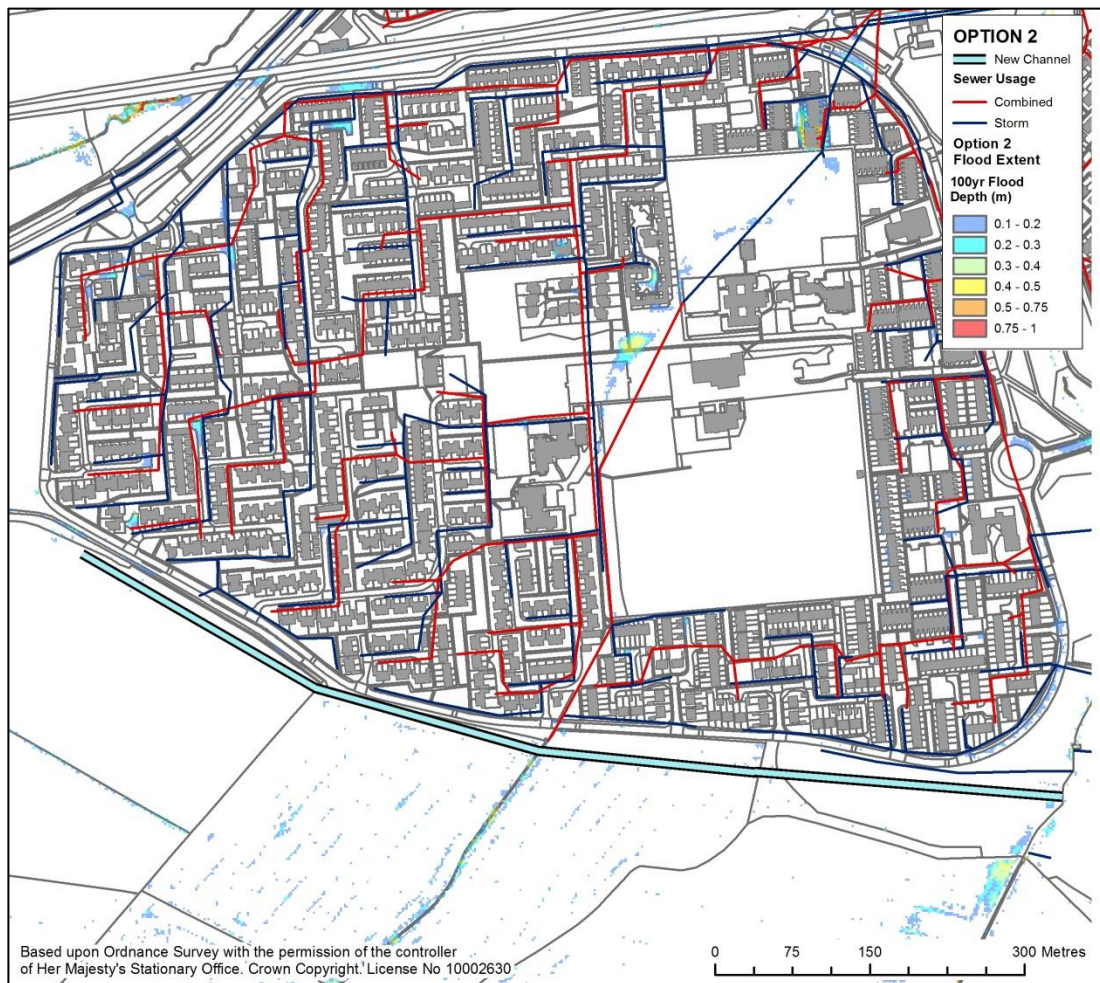 OPTION 2
New Channel
Sewer Usage
Combined
Storm
Option 2
Flood Extent
100yr Flood
Depth (m)
0.1 - 0.2
0.2 - 0.3
0.3 - 0.4
0.4 - 0.5
0.5 - 0.75
0.75 - 1
Based upon Ordnance Survey with the permission of the controller
of Her Majesty's Stationary Office. Crown Copyright. License No 10002630
0 75 150 300 Metres